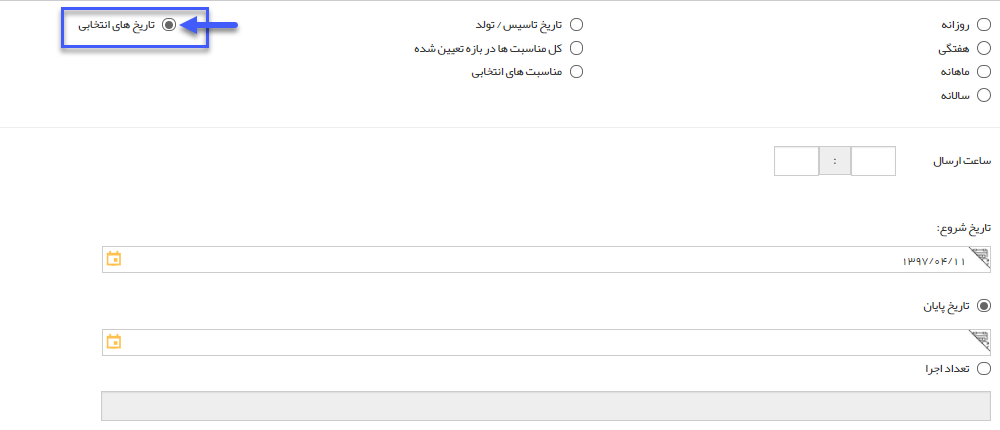 روزانه
هفتگی
ماهانه
سالانه
تاریخ تاسیس / تولد
کل مناسبت ها در بازه تعیین شده
مناسبت های انتخابی
تاریخ های انتخابی
ساعت ارسال
:
تاریخ شروع:
۱۳۹۷/۰۴/۱۱
تاریخ پایان
تعداد اجرا